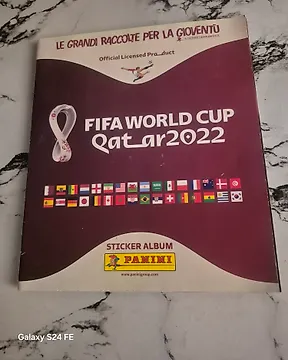 LE GRANDI RACCOLTE PER LA GIOVENTÙ
Official Licensed Product
FIFA WORLD CUP
Qatar2022
STICKER ALBUM
PANINI
www.paninigroup.com
Galaxy S24 FE